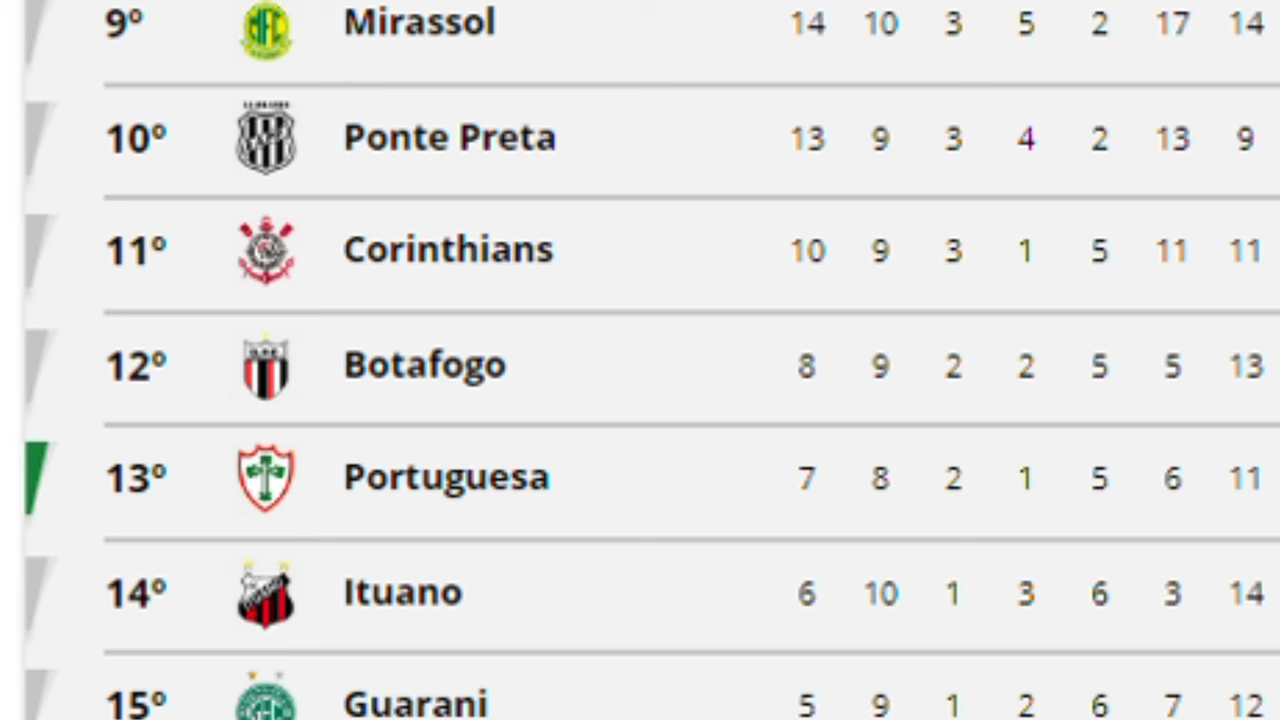 9º Mirassol 14 10 3 5 2 17 14
10º Ponte Preta 13 9 3 4 2 13 9
11º Corinthians 10 9 3 1 5 11 11
12º Botafogo 8 9 2 2 5 5 13
13º Portuguesa 7 8 2 1 5 6 11
14º Ituano 6 10 1 3 6 3 14
15º Guarani 5 9 1 2 6 7 12